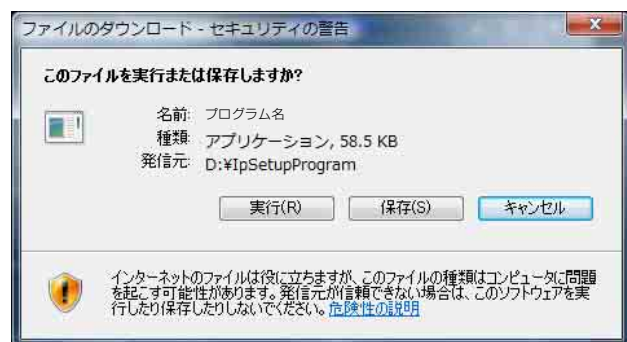 ファイルのダウンロード - セキュリティの警告
このファイルを実行または保存しますか?
名前: プログラム名
種類: アプリケーション, 58.5 KB
発信元: D:¥IpSetupProgram
実行(R) 保存(S) キャンセル
インターネットのファイルは役に立ちますが、このファイルの種類はコンピュータに問題
を起こす可能性があります。発信元が信頼できない場合は、このソフトウェアを実
行したり保存したりしないでください。危険性の説明